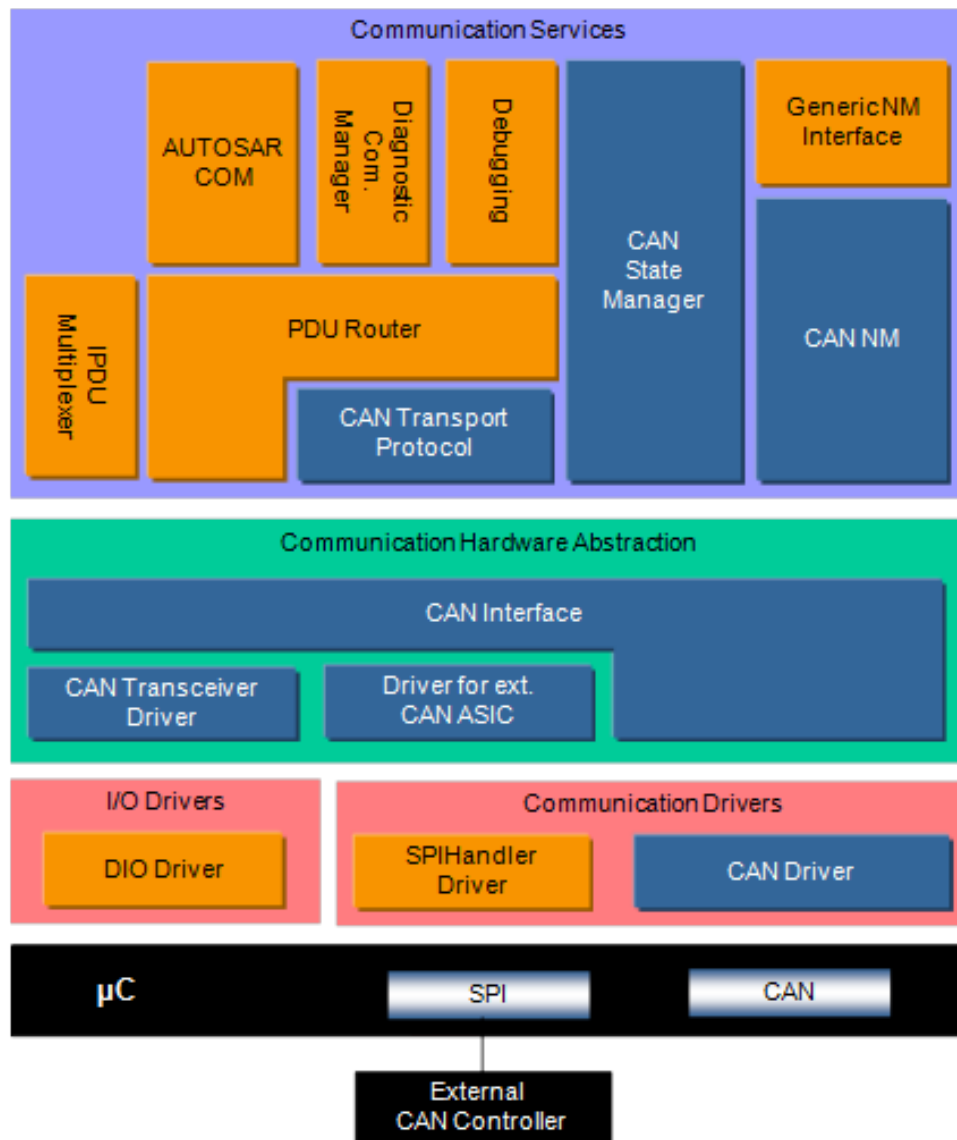 Communication Services
AUTOSAR
COM
Diagnostic
Com.
Manager
Debugging
CAN
State
Manager
Generic NM
Interface
CAN NM
IPDU
Multiplexer
PDU Router
CAN Transport
Protocol
Communication Hardware Abstraction
CAN Interface
CAN Transceiver
Driver
Driver for ext.
CAN ASIC
I/O Drivers
Communication Drivers
DIO Driver
SPIHandler
Driver
CAN Driver
µC
SPI
CAN
External
CAN Controller